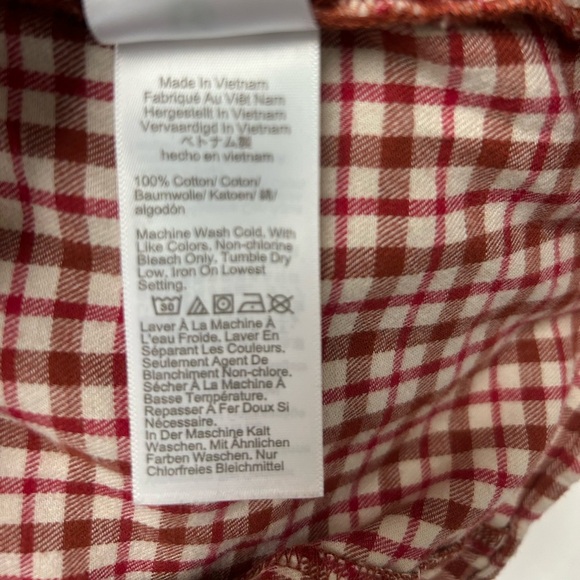 Made In Vietnam
Fabriqué Au Việt Nam
Hergestellt In Vietnam
Vervaardigd In Vietnam
ベトナム製
hecho en vietnam
100% Cotton/ Coton/
Baumwolle/ Katoen/ 綿/
algodón
Machine Wash Cold, With
Like Colors. Non-chlorine
Bleach Only. Tumble Dry
Low. Iron On Lowest
Setting.
30
Laver À La Machine À
L'eau Froide. Laver En
Séparant Les Couleurs.
Seulement Agent De
Blanchiment Non-chlore.
Sécher À La Machine À
Basse Température.
Repasser À Fer Doux Si
Nécessaire.
In Der Maschine Kalt
Waschen. Mit Ähnlichen
Farben Waschen. Nur
Chlorfreies Bleichmittel